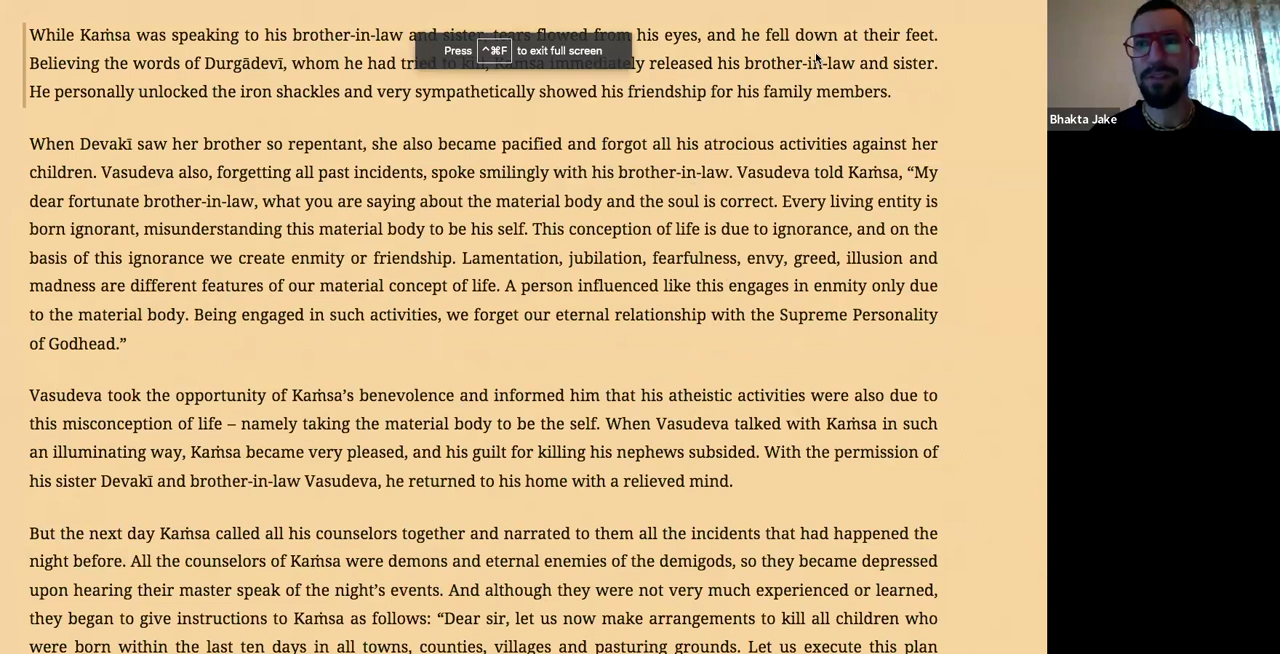 While Kaṁsa was speaking to his brother-in-law and sister, tears flowed from his eyes, and he fell down at their feet.
Press ^⌘F to exit full screen
Believing the words of Durgādevī, whom he had tried to kill, Kaṁsa immediately released his brother-in-law and sister.
He personally unlocked the iron shackles and very sympathetically showed his friendship for his family members.
Bhakta Jake
When Devakī saw her brother so repentant, she also became pacified and forgot all his atrocious activities against her
children. Vasudeva also, forgetting all past incidents, spoke smilingly with his brother-in-law. Vasudeva told Kaṁsa, “My
dear fortunate brother-in-law, what you are saying about the material body and the soul is correct. Every living entity is
born ignorant, misunderstanding this material body to be his self. This conception of life is due to ignorance, and on the
basis of this ignorance we create enmity or friendship. Lamentation, jubilation, fearfulness, envy, greed, illusion and
madness are different features of our material concept of life. A person influenced like this engages in enmity only due
to the material body. Being engaged in such activities, we forget our eternal relationship with the Supreme Personality
of Godhead.”
Vasudeva took the opportunity of Kaṁsa’s benevolence and informed him that his atheistic activities were also due to
this misconception of life – namely taking the material body to be the self. When Vasudeva talked with Kaṁsa in such
an illuminating way, Kaṁsa became very pleased, and his guilt for killing his nephews subsided. With the permission of
his sister Devakī and brother-in-law Vasudeva, he returned to his home with a relieved mind.
But the next day Kaṁsa called all his counselors together and narrated to them all the incidents that had happened the
night before. All the counselors of Kaṁsa were demons and eternal enemies of the demigods, so they became depressed
upon hearing their master speak of the night’s events. And although they were not very much experienced or learned,
they began to give instructions to Kaṁsa as follows: “Dear sir, let us now make arrangements to kill all children who
were born within the last ten days in all towns, counties, villages and pasturing grounds. Let us execute this plan